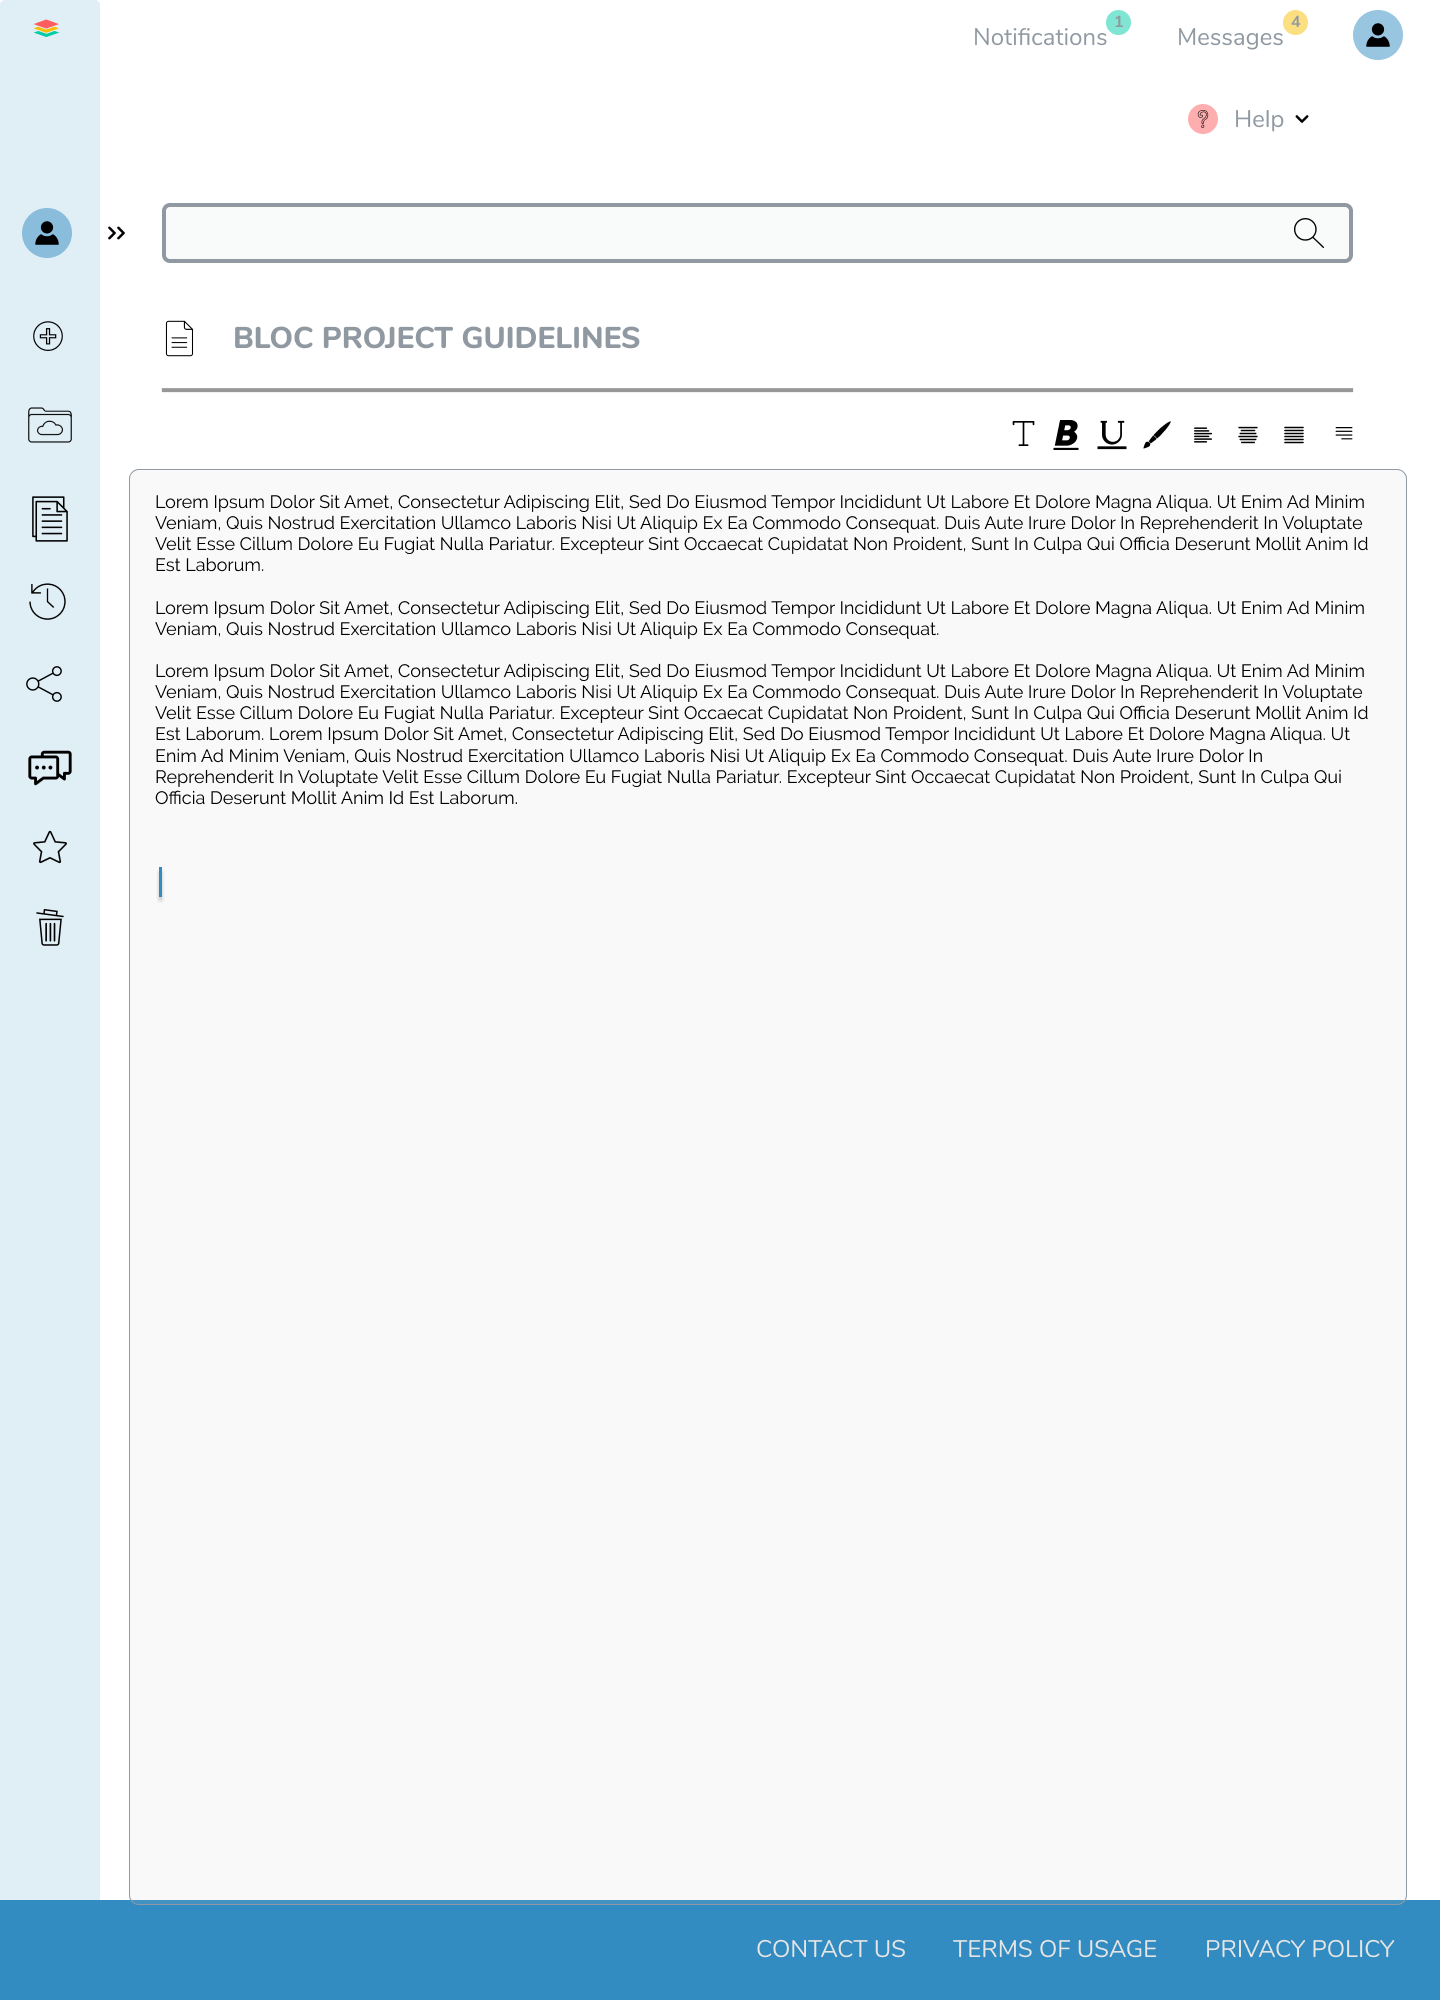 Notifications 1 Messages 4
? Help
BLOC PROJECT GUIDELINES
T B U
Lorem Ipsum Dolor Sit Amet, Consectetur Adipiscing Elit, Sed Do Eiusmod Tempor Incididunt Ut Labore Et Dolore Magna Aliqua. Ut Enim Ad Minim
Veniam, Quis Nostrud Exercitation Ullamco Laboris Nisi Ut Aliquip Ex Ea Commodo Consequat. Duis Aute Irure Dolor In Reprehenderit In Voluptate
Velit Esse Cillum Dolore Eu Fugiat Nulla Pariatur. Excepteur Sint Occaecat Cupidatat Non Proident, Sunt In Culpa Qui Officia Deserunt Mollit Anim Id
Est Laborum.
Lorem Ipsum Dolor Sit Amet, Consectetur Adipiscing Elit, Sed Do Eiusmod Tempor Incididunt Ut Labore Et Dolore Magna Aliqua. Ut Enim Ad Minim
Veniam, Quis Nostrud Exercitation Ullamco Laboris Nisi Ut Aliquip Ex Ea Commodo Consequat.
Lorem Ipsum Dolor Sit Amet, Consectetur Adipiscing Elit, Sed Do Eiusmod Tempor Incididunt Ut Labore Et Dolore Magna Aliqua. Ut Enim Ad Minim
Veniam, Quis Nostrud Exercitation Ullamco Laboris Nisi Ut Aliquip Ex Ea Commodo Consequat. Duis Aute Irure Dolor In Reprehenderit In Voluptate
Velit Esse Cillum Dolore Eu Fugiat Nulla Pariatur. Excepteur Sint Occaecat Cupidatat Non Proident, Sunt In Culpa Qui Officia Deserunt Mollit Anim Id
Est Laborum. Lorem Ipsum Dolor Sit Amet, Consectetur Adipiscing Elit, Sed Do Eiusmod Tempor Incididunt Ut Labore Et Dolore Magna Aliqua. Ut
Enim Ad Minim Veniam, Quis Nostrud Exercitation Ullamco Laboris Nisi Ut Aliquip Ex Ea Commodo Consequat. Duis Aute Irure Dolor In
Reprehenderit In Voluptate Velit Esse Cillum Dolore Eu Fugiat Nulla Pariatur. Excepteur Sint Occaecat Cupidatat Non Proident, Sunt In Culpa Qui
Officia Deserunt Mollit Anim Id Est Laborum.
CONTACT US TERMS OF USAGE PRIVACY POLICY